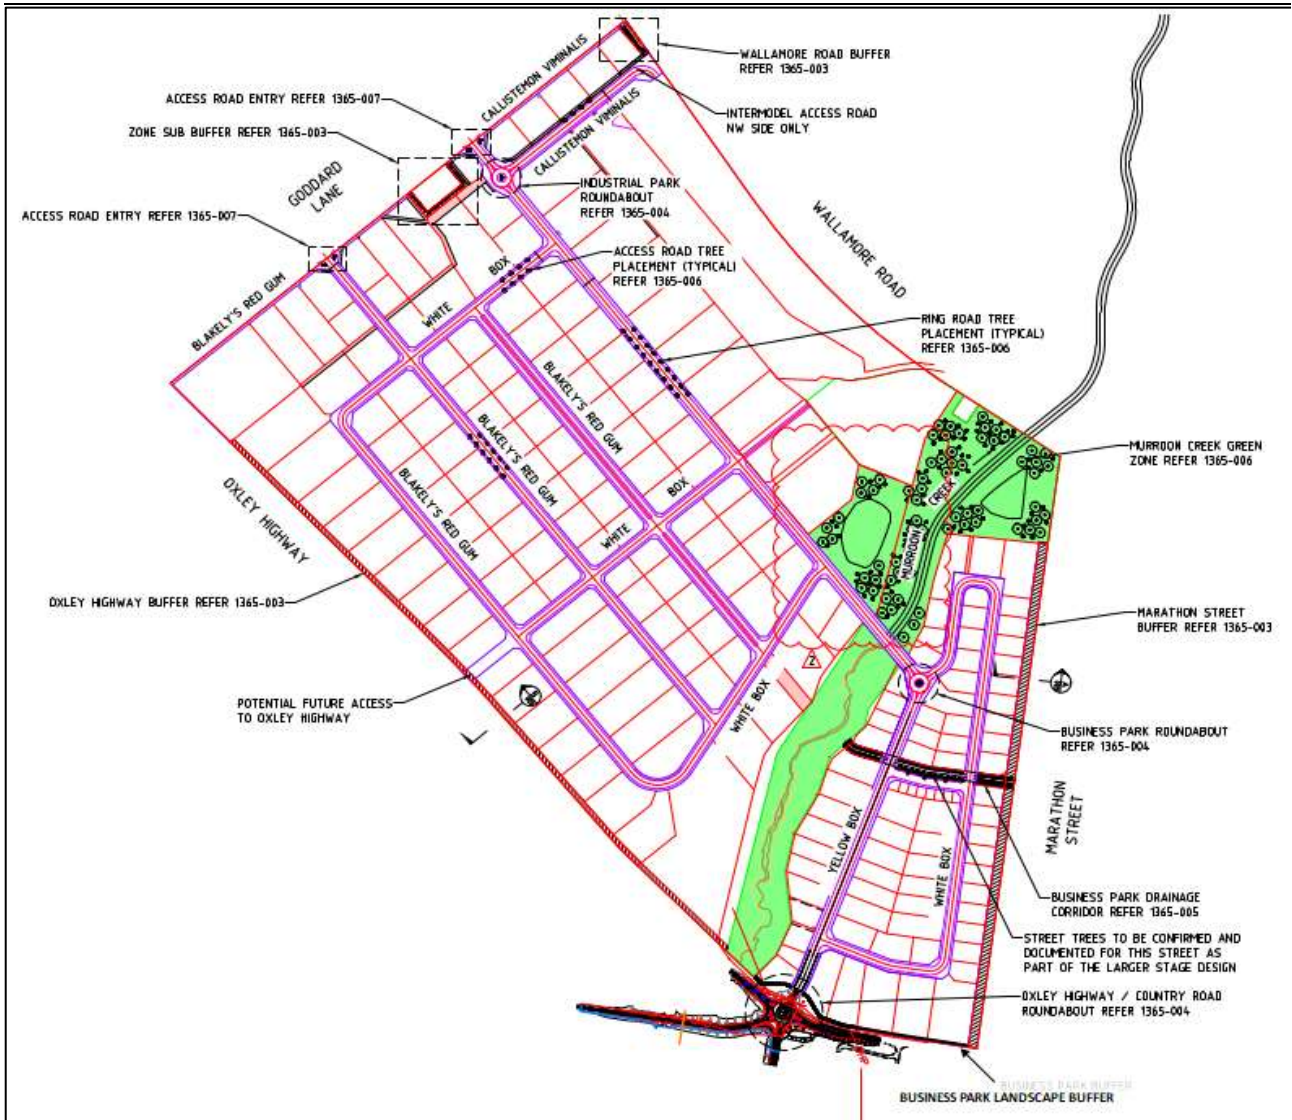 WALLAMORE ROAD BUFFER
REFER 1365-003
CALLISTEMON VIMINALIS
ACCESS ROAD ENTRY REFER 1365-007
INTERMODEL ACCESS ROAD
NW SIDE ONLY
ZONE SUB BUFFER REFER 1365-003
CALLISTEMON VIMINALIS
GODDARD
LANE
INDUSTRIAL PARK
ROUNDABOUT
REFER 1365-004
ACCESS ROAD ENTRY REFER 1365-007
WALLAMORE ROAD
ACCESS ROAD TREE
PLACEMENT (TYPICAL)
REFER 1365-006
BOX
WHITE
BLAKELY'S RED GUM
RING ROAD TREE
PLACEMENT (TYPICAL)
REFER 1365-006
BLAKELY'S RED GUM
BLAKELY'S RED GUM
BLAKELY'S RED GUM
MURROON CREEK GREEN
ZONE REFER 1365-006
OXLEY HIGHWAY
BOX
WHITE
CREEK
MURROON
OXLEY HIGHWAY BUFFER REFER 1365-003
MARATHON STREET
BUFFER REFER 1365-003
2
POTENTIAL FUTURE ACCESS
TO OXLEY HIGHWAY
WHITE BOX
BUSINESS PARK ROUNDABOUT
REFER 1365-004
MARATHON
STREET
YELLOW BOX
WHITE BOX
BUSINESS PARK DRAINAGE
CORRIDOR REFER 1365-005
STREET TREES TO BE CONFIRMED AND
DOCUMENTED FOR THIS STREET AS
PART OF THE LARGER STAGE DESIGN
OXLEY HIGHWAY / COUNTRY ROAD
ROUNDABOUT REFER 1365-004
BUSINESS PARK BUFFER
BUSINESS PARK LANDSCAPE BUFFER